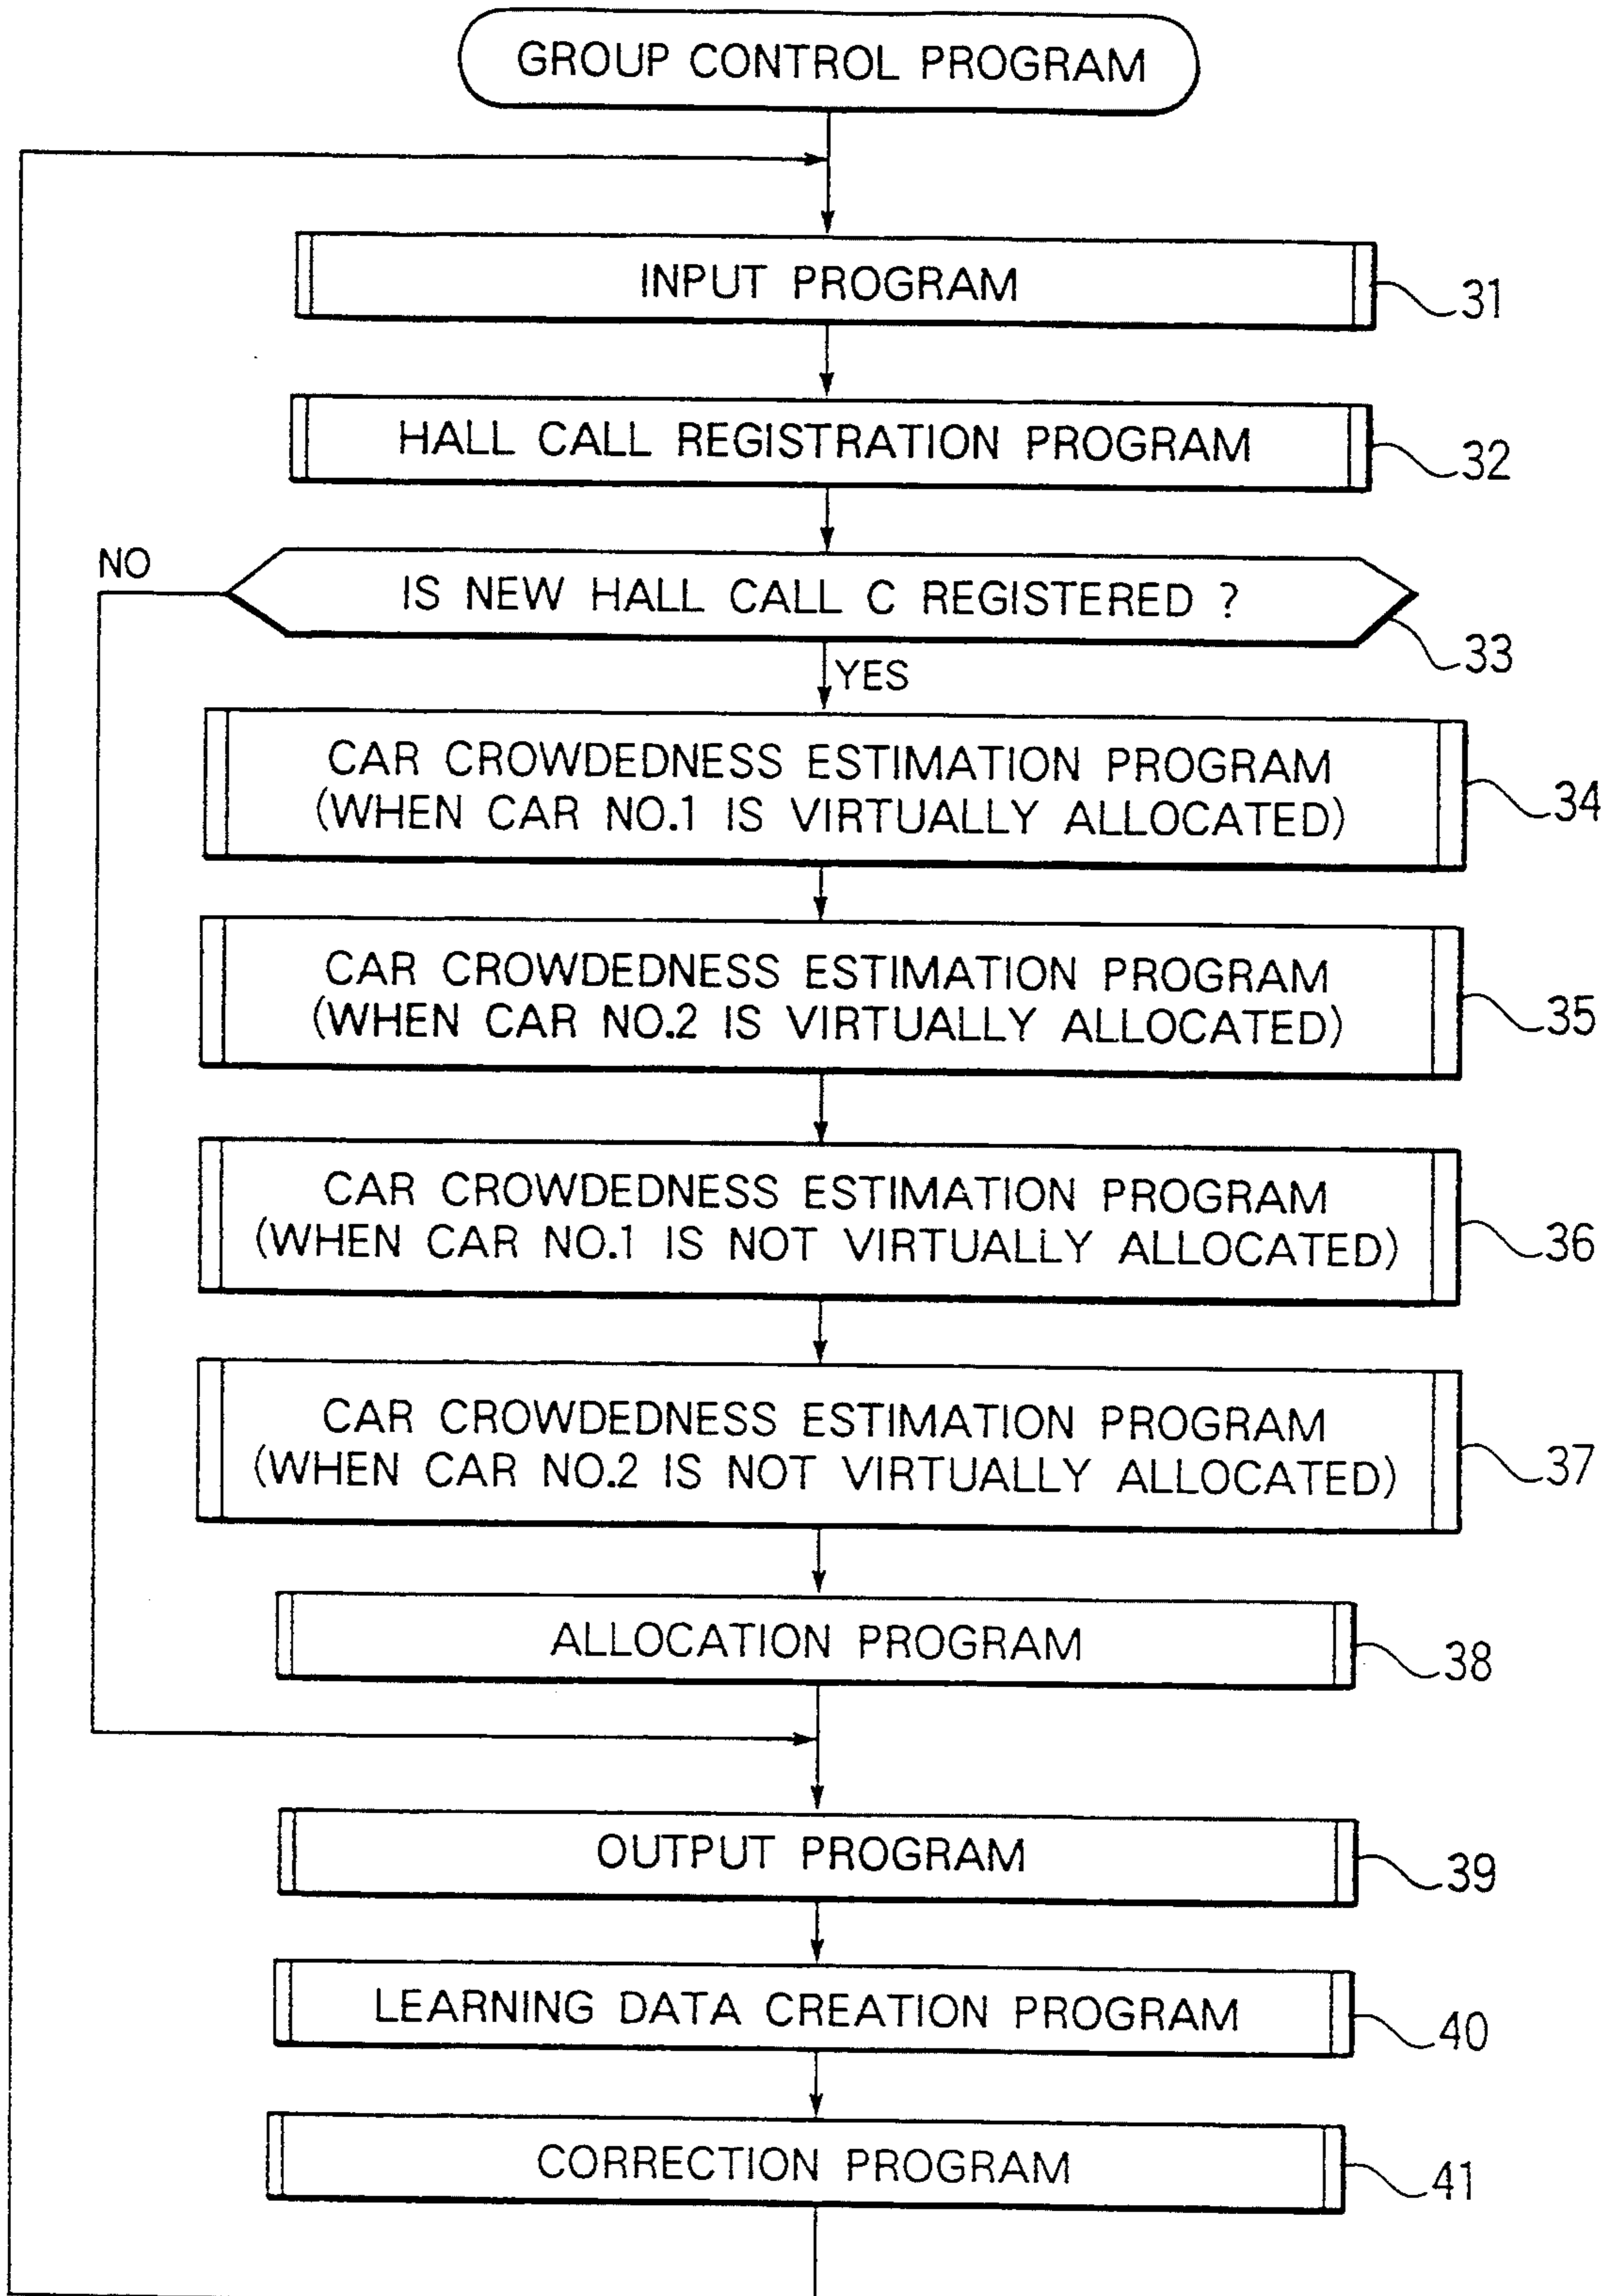 GROUP CONTROL PROGRAM
INPUT PROGRAM
31
HALL CALL REGISTRATION PROGRAM
32
NO
IS NEW HALL CALL C REGISTERED ?
33
YES
CAR CROWDEDNESS ESTIMATION PROGRAM
(WHEN CAR NO.1 IS VIRTUALLY ALLOCATED)
34
CAR CROWDEDNESS ESTIMATION PROGRAM
(WHEN CAR NO.2 IS VIRTUALLY ALLOCATED)
35
CAR CROWDEDNESS ESTIMATION PROGRAM
(WHEN CAR NO.1 IS NOT VIRTUALLY ALLOCATED)
36
CAR CROWDEDNESS ESTIMATION PROGRAM
(WHEN CAR NO.2 IS NOT VIRTUALLY ALLOCATED)
37
ALLOCATION PROGRAM
38
OUTPUT PROGRAM
39
LEARNING DATA CREATION PROGRAM
40
CORRECTION PROGRAM
41